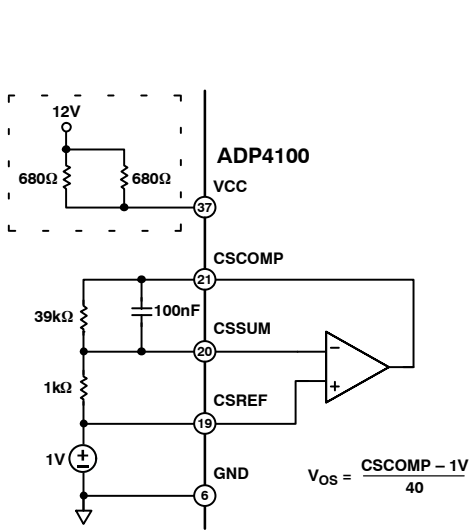 12V
680Ω
680Ω
ADP4100
VCC
37
CSCOMP
21
39kΩ
100nF
CSSUM
20
1kΩ
CSREF
19
1V
GND
6
VOS = CSCOMP – 1V
40